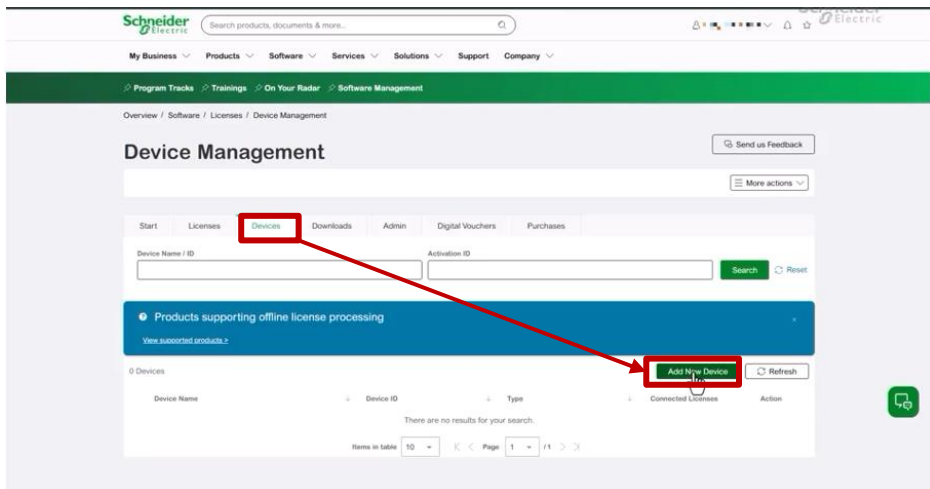 Schneider
Electric
Search products, documents & more...
Electric
My Business Products Software Services Solutions Support Company
Program Tracks Trainings On Your Radar Software Management
Overview / Software / Licenses / Device Management
Device Management
Send us Feedback
More actions
Start Licenses Devices Downloads Admin Digital Vouchers Purchases
Device Name / ID Activation ID
Search Reset
Products supporting offline license processing
View supported products >
0 Devices
Add New Device Refresh
Device Name Device ID Type Connected Licenses Action
There are no results for your search.
Items in table 10 Page 1 /1